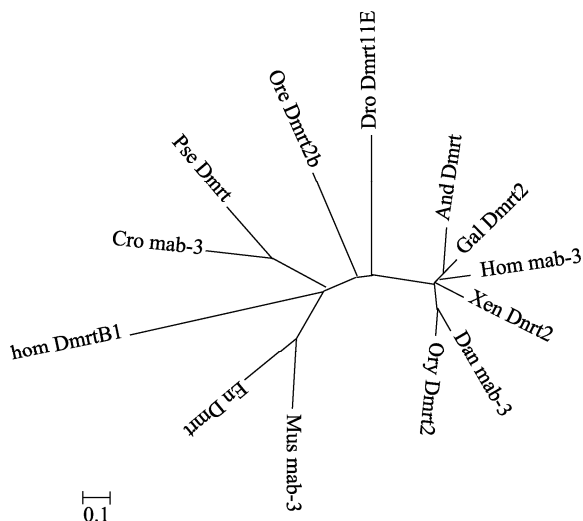 Dro Dmrt11E
Ore Dmrt2b
Pse Dmrt
And Dmrt
Gal Dmrt2
Cro mab-3
Hom mab-3
Xen Dnrt2
hom DmrtB1
Dan mab-3
Ory Dmrt2
En Dmrt
Mus mab-3
0.1